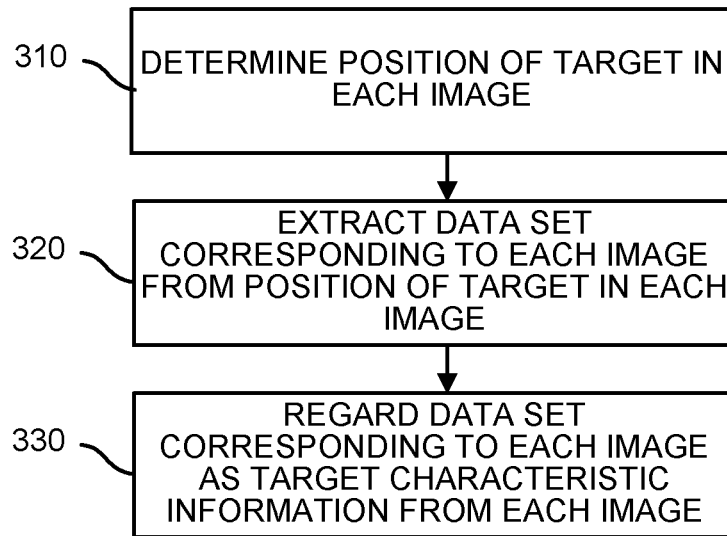 310
DETERMINE POSITION OF TARGET IN
EACH IMAGE
320
EXTRACT DATA SET
CORRESPONDING TO EACH IMAGE
FROM POSITION OF TARGET IN EACH
IMAGE
330
REGARD DATA SET
CORRESPONDING TO EACH IMAGE
AS TARGET CHARACTERISTIC
INFORMATION FROM EACH IMAGE